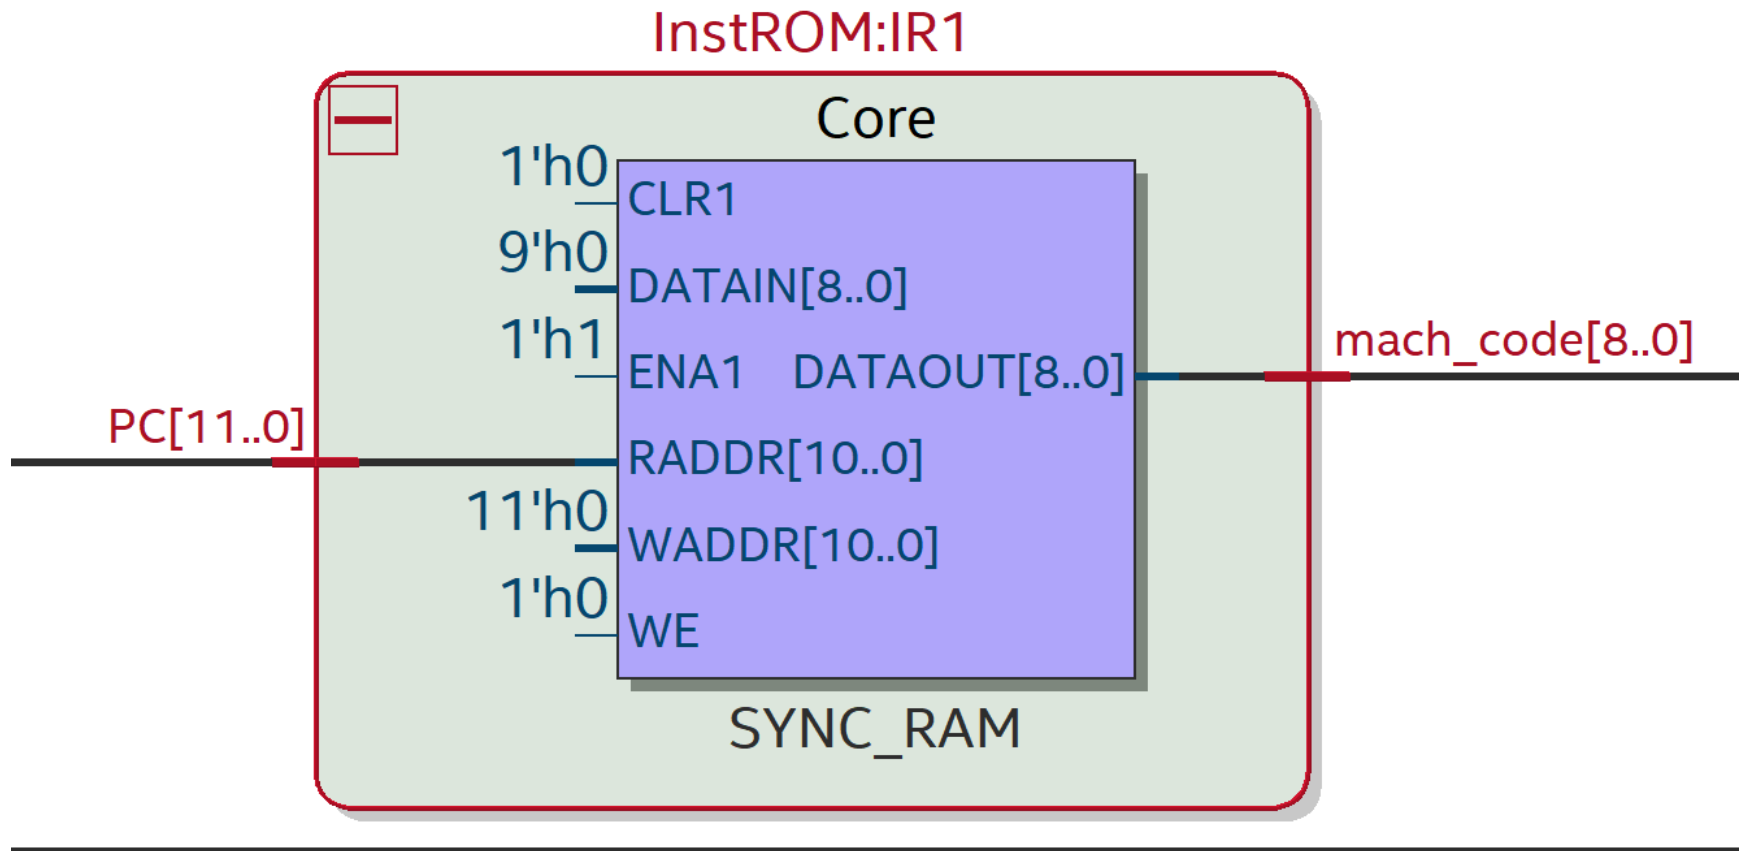 InstROM:IR1
Core
1'h0
CLR1
9'h0
DATAIN[8..0]
1'h1
ENA1 DATAOUT[8..0]
mach_code[8..0]
PC[11..0]
RADDR[10..0]
11'h0
WADDR[10..0]
1'h0
WE
SYNC_RAM